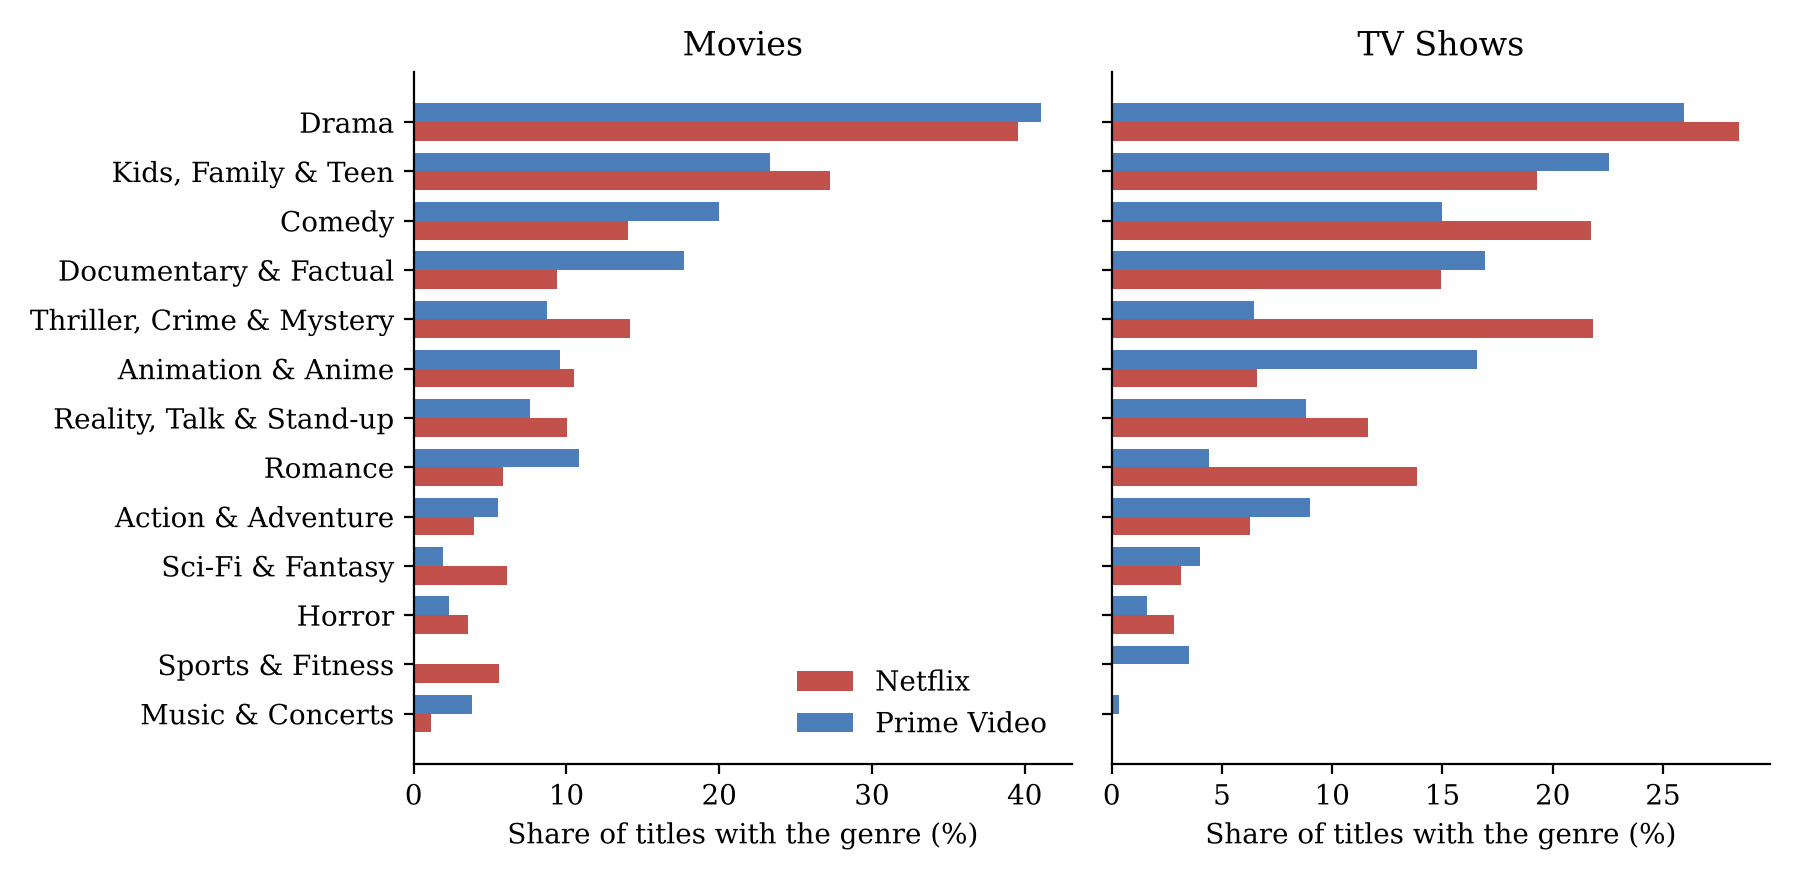 Movies
TV Shows
Drama
Kids, Family & Teen
Comedy
Documentary & Factual
Thriller, Crime & Mystery
Animation & Anime
Reality, Talk & Stand-up
Romance
Action & Adventure
Sci-Fi & Fantasy
Horror
Sports & Fitness
Music & Concerts
Netflix
Prime Video
0 10 20 30 40
0 5 10 15 20 25
Share of titles with the genre (%)
Share of titles with the genre (%)